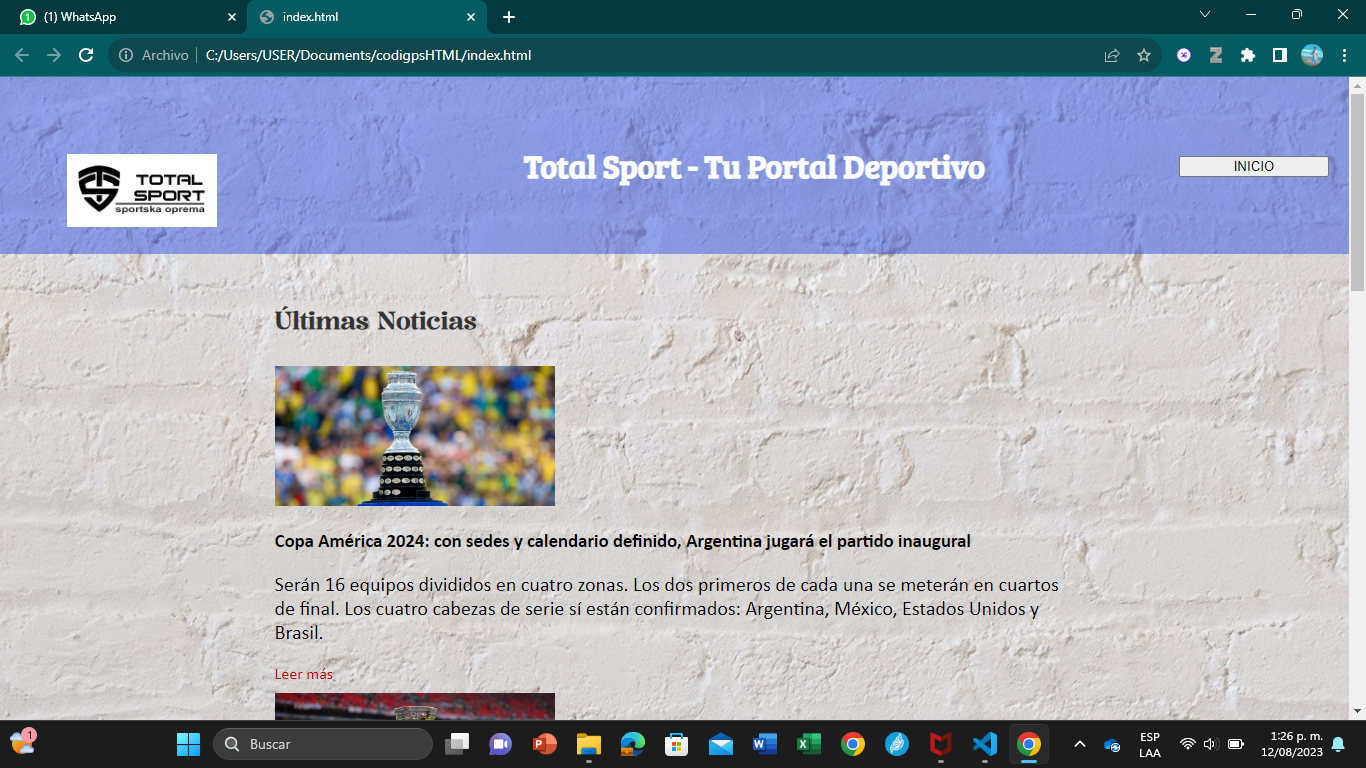 (1) WhatsApp
index.html
Archivo
C:/Users/USER/Documents/codigpsHTML/index.html
TOTAL
SPORT
sportska oprema
Total Sport - Tu Portal Deportivo
INICIO
Últimas Noticias
Copa América 2024: con sedes y calendario definido, Argentina jugará el partido inaugural
Serán 16 equipos divididos en cuatro zonas. Los dos primeros de cada una se meterán en cuartos
de final. Los cuatro cabezas de serie sí están confirmados: Argentina, México, Estados Unidos y
Brasil.
Leer más
1
Buscar
ESP
LAA
1:26 p. m.
12/08/2023